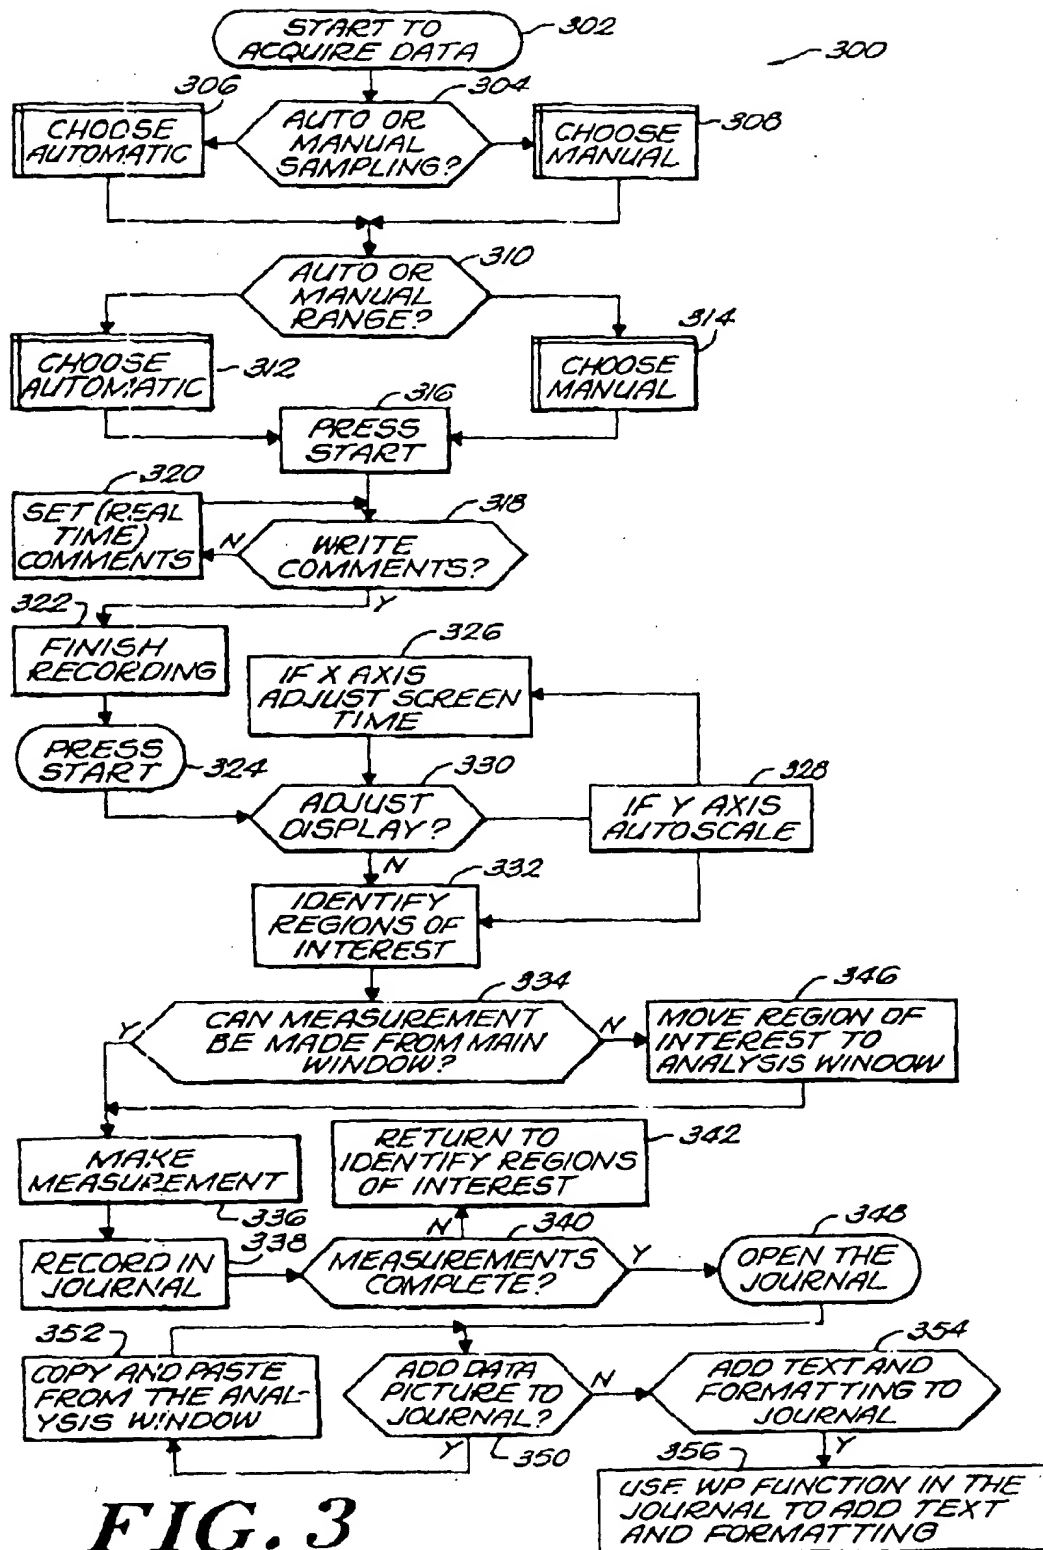 START TO
ACQUIRE DATA
302
300
306
304
308
CHOOSE
AUTOMATIC
AUTO OR
MANUAL
SAMPLING?
CHOOSE
MANUAL
310
AUTO OR
MANUAL
RANGE?
314
CHOOSE
AUTOMATIC
312
CHOOSE
MANUAL
316
PRESS
START
320
318
SET (REAL
TIME)
COMMENTS
N
WRITE
COMMENTS?
Y
322
FINISH
RECORDING
326
IF X AXIS
ADJUST SCREEN
TIME
PRESS
START
324
330
328
ADJUST
DISPLAY?
IF Y AXIS
AUTOSCALE
N
332
IDENTIFY
REGIONS OF
INTEREST
334
346
Y
CAN MEASUREMENT
BE MADE FROM MAIN
WINDOW?
N
MOVE REGION OF
INTEREST TO
ANALYSIS WINDOW
MAKE
MEASUREMENT
336
RETURN TO
IDENTIFY REGIONS
OF INTEREST
342
N
340
348
338
RECORD IN
JOURNAL
MEASUREMENTS
COMPLETE?
Y
OPEN THE
JOURNAL
352
354
COPY AND PASTE
FROM THE ANAL-
YSIS WINDOW
ADD DATA
PICTURE TO
JOURNAL?
N
ADD TEXT AND
FORMATTING TO
JOURNAL
Y
350
Y
356
USE WP FUNCTION IN THE
JOURNAL TO ADD TEXT
AND FORMATTING
FIG. 3